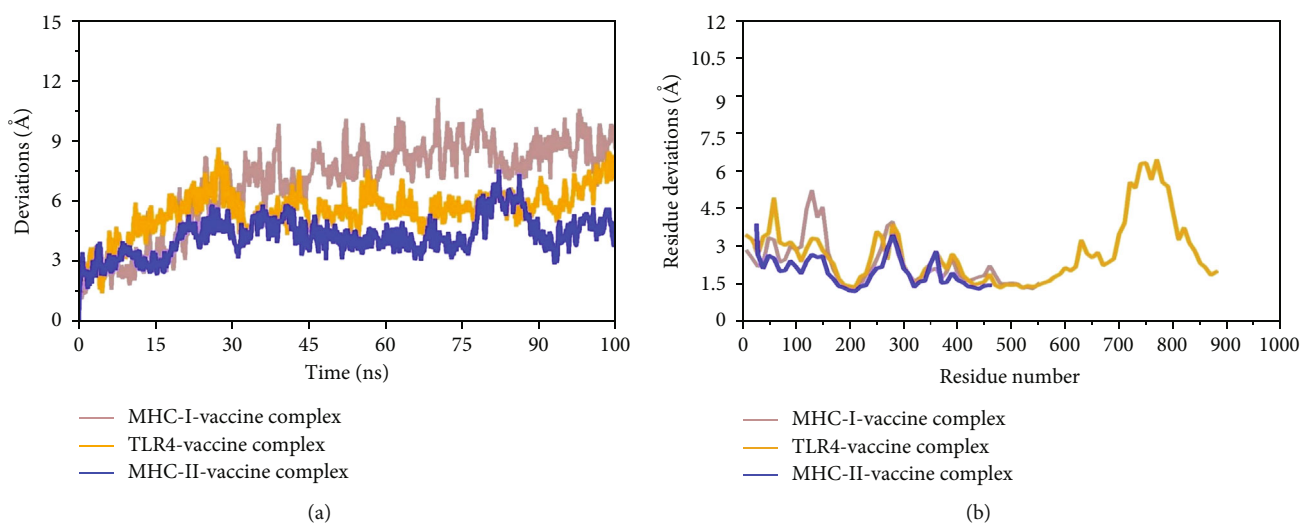 15
12
9
6
3
0
Deviations (Å)
0 15 30 45 60 75 90 100
Time (ns)
MHC-I-vaccine complex
TLR4-vaccine complex
MHC-II-vaccine complex
(a)
12
10.5
9
7.5
6
4.5
3
1.5
0
Residue deviations (Å)
0 100 200 300 400 500 600 700 800 900 1000
Residue number
MHC-I-vaccine complex
TLR4-vaccine complex
MHC-II-vaccine complex
(b)